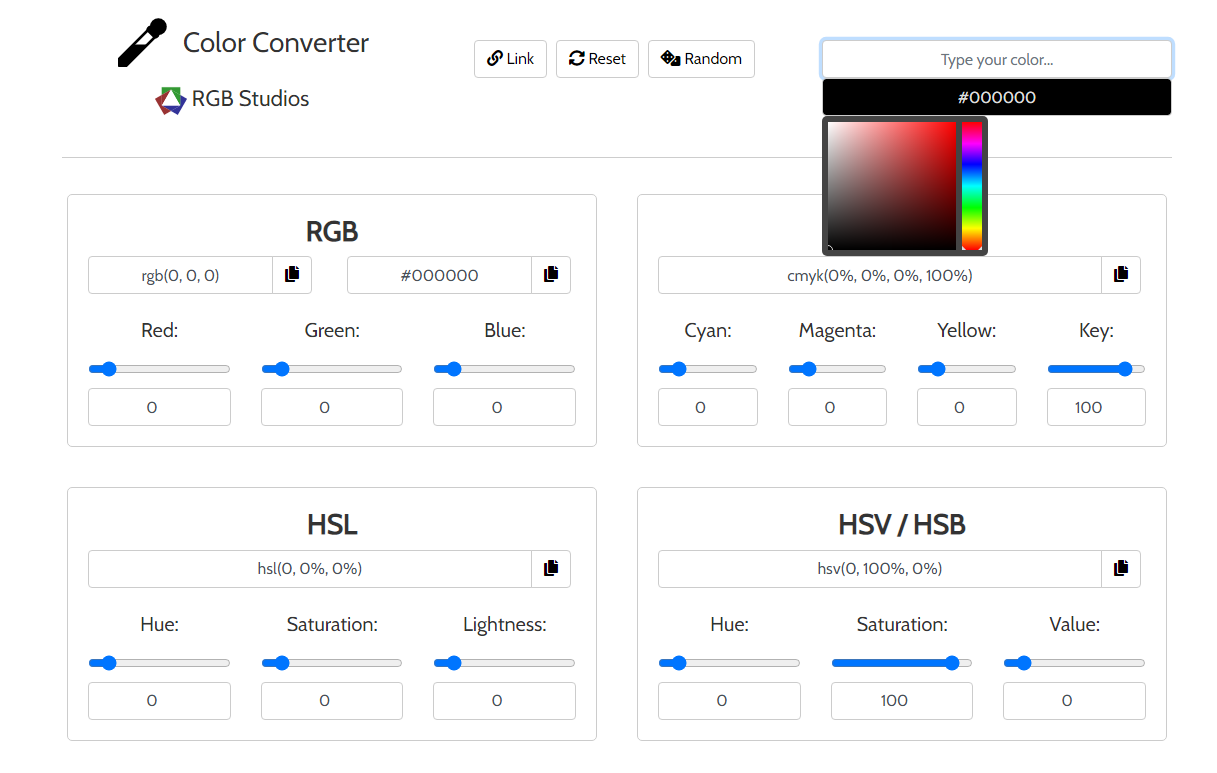 Color Converter
RGB Studios
Link
Reset
Random
Type your color...
#000000
RGB
rgb(0, 0, 0)
#000000
Red:
Green:
Blue:
0
0
0
cmyk(0%, 0%, 0%, 100%)
Cyan:
Magenta:
Yellow:
Key:
0
0
0
100
HSL
hsl(0, 0%, 0%)
Hue:
Saturation:
Lightness:
0
0
0
HSV / HSB
hsv(0, 100%, 0%)
Hue:
Saturation:
Value:
0
100
0